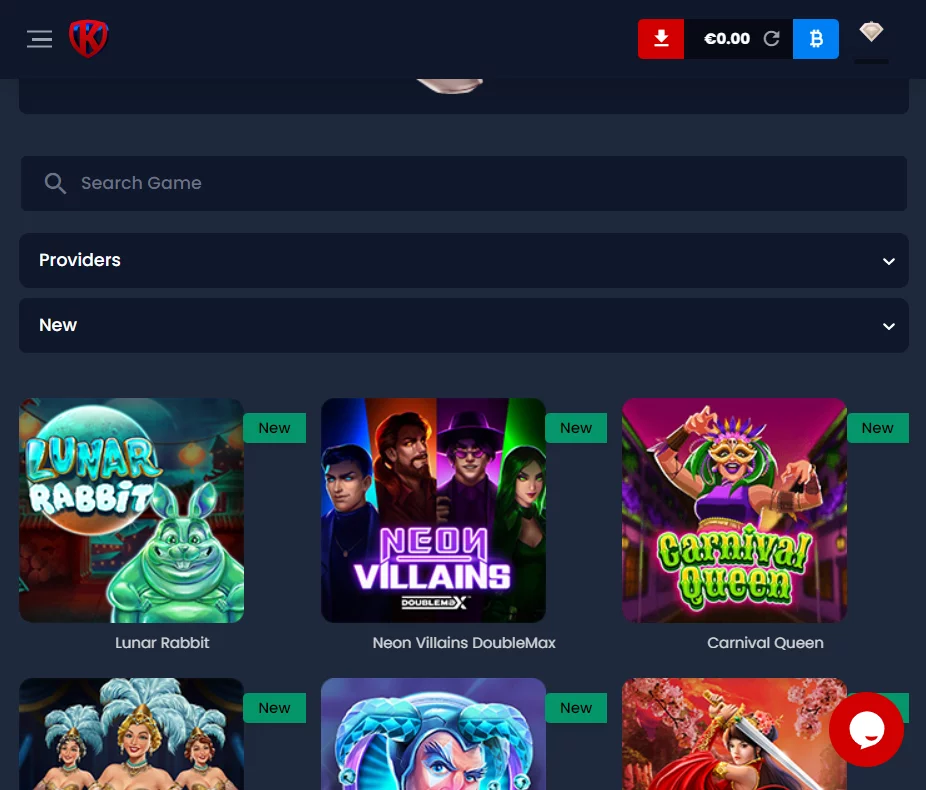 K
€0.00
Search Game
Providers
New
New
New
New
LUNAR
RABBIT
NEON
VILLAINS
DOUBLEMAX™
Carnival
Queen
Lunar Rabbit
Neon Villains DoubleMax
Carnival Queen
New
New